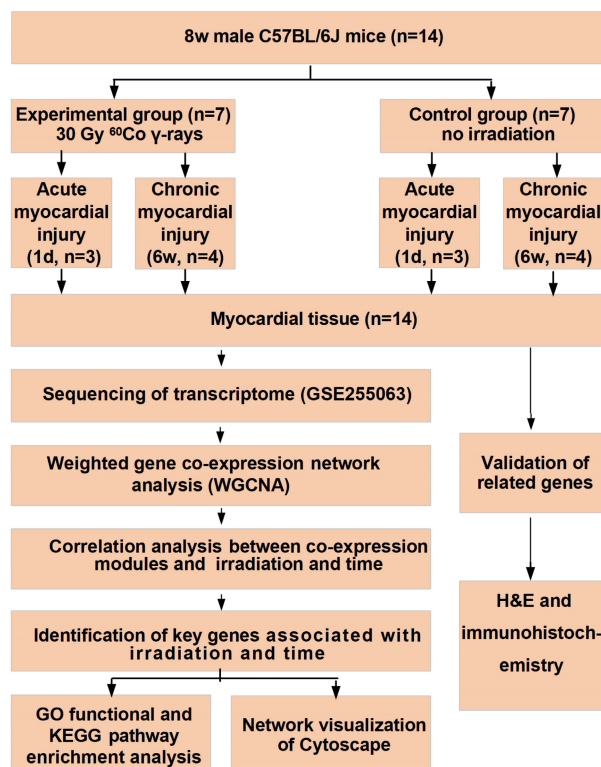 8w male C57BL/6J mice (n=14)
Experimental group (n=7)
30 Gy ⁶⁰Co γ-rays
Control group (n=7)
no irradiation
Acute
myocardial
injury
(1d, n=3)
Chronic
myocardial
injury
(6w, n=4)
Acute
myocardial
injury
(1d, n=3)
Chronic
myocardial
injury
(6w, n=4)
Myocardial tissue (n=14)
Sequencing of transcriptome (GSE255063)
Weighted gene co-expression network
analysis (WGCNA)
Correlation analysis between co-expression
modules and irradiation and time
Identification of key genes associated with
irradiation and time
GO functional and
KEGG pathway
enrichment analysis
Network visualization
of Cytoscape
Validation of
related genes
H&E and
immunohistoch-
emistry